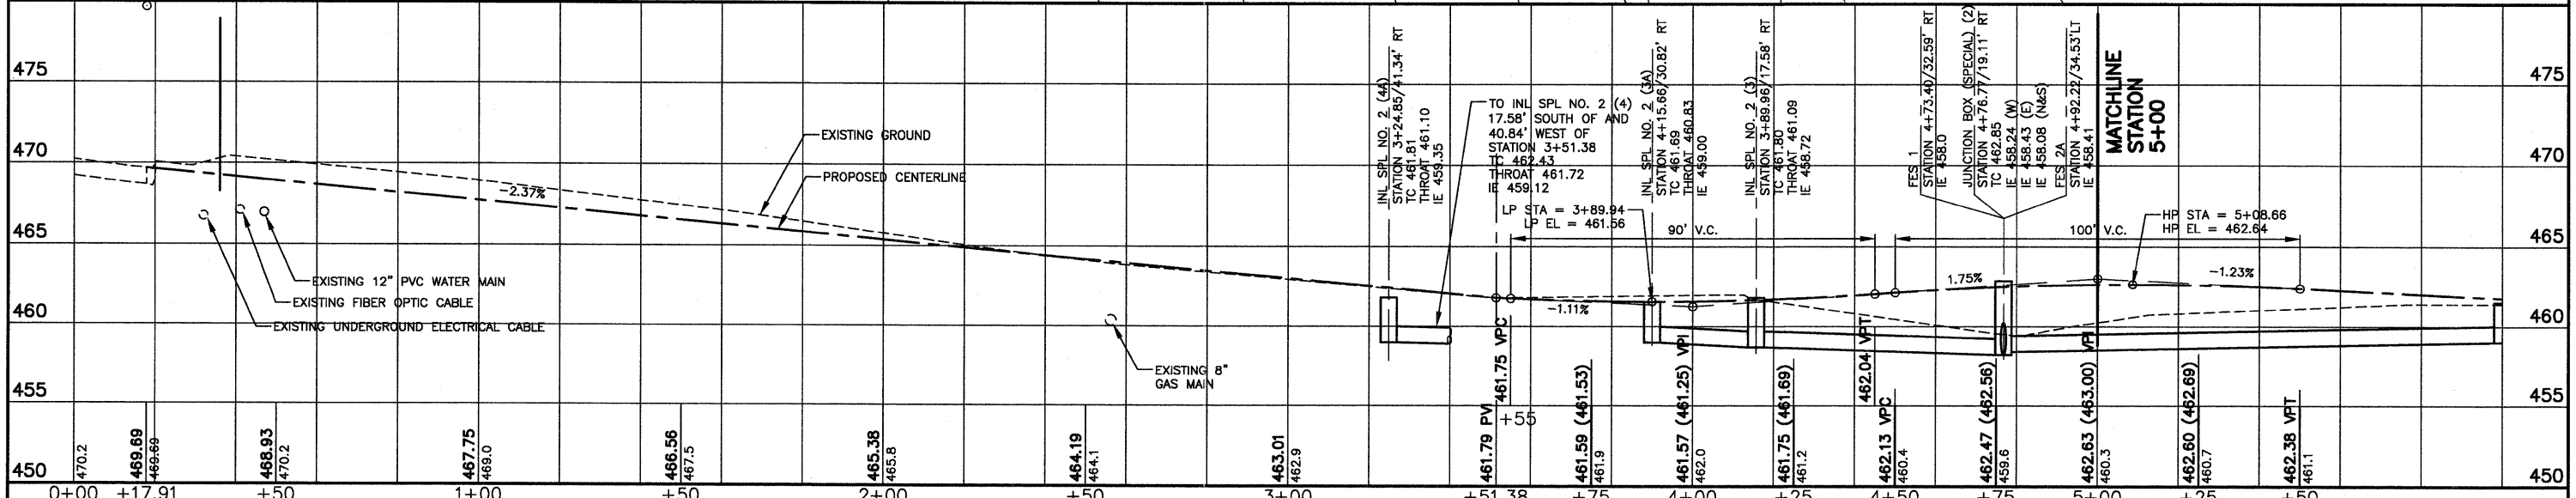 475
470
465
460
455
450
475
470
465
460
455
450
EXISTING GROUND
PROPOSED CENTERLINE
-2.37%
EXISTING 12" PVC WATER MAIN
EXISTING FIBER OPTIC CABLE
EXISTING UNDERGROUND ELECTRICAL CABLE
EXISTING 8"
GAS MAIN
INL SPL NO. 2 (4A)
STATION 3+24.85/41.34' RT
TC 461.81
THROAT 461.10
IE 459.35
TO INL SPL NO. 2 (4)
17.58' SOUTH OF AND
40.84' WEST OF
STATION 3+51.38
TC 462.43
THROAT 461.72
IE 459.12
LP STA = 3+89.94
LP EL = 461.56
INL SPL NO. 2 (3A)
STATION 4+15.66/30.82' RT
TC 461.69
THROAT 460.83
IE 459.00
INL SPL NO. 2 (3)
STATION 3+89.96/17.58' RT
TC 461.80
THROAT 461.09
IE 458.72
FES 1
STATION 4+73.40/32.59' RT
IE 458.0
JUNCTION BOX (SPECIAL) (2)
STATION 4+76.77/19.11' RT
TC 462.85
IE 458.24 (W)
IE 458.43 (E)
IE 458.08 (N&S)
FES 2A
STATION 4+92.22/34.53'LT
IE 458.41
MATCHLINE
STATION
5+00
HP STA = 5+08.66
HP EL = 462.64
90' V.C.
100' V.C.
-1.11%
1.75%
-1.23%
470.2
469.69
469.69
468.93
470.2
467.75
469.0
466.56
467.5
465.38
465.8
464.19
464.1
463.01
462.9
461.79 PVI
461.75 VPC
+55
461.59 (461.53)
461.9
461.57 (461.25) VPI
462.0
461.75 (461.69)
461.2
462.04 VPT
462.13 VPC
460.4
462.47 (462.56)
459.6
462.63 (463.00) VPI
460.3
462.60 (462.69)
460.7
462.38 VPT
461.1
0+00 +17.91 +50 1+00 +50 2+00 +50 3+00 +51.38 +75 4+00 +25 4+50 +75 5+00 +25 +50